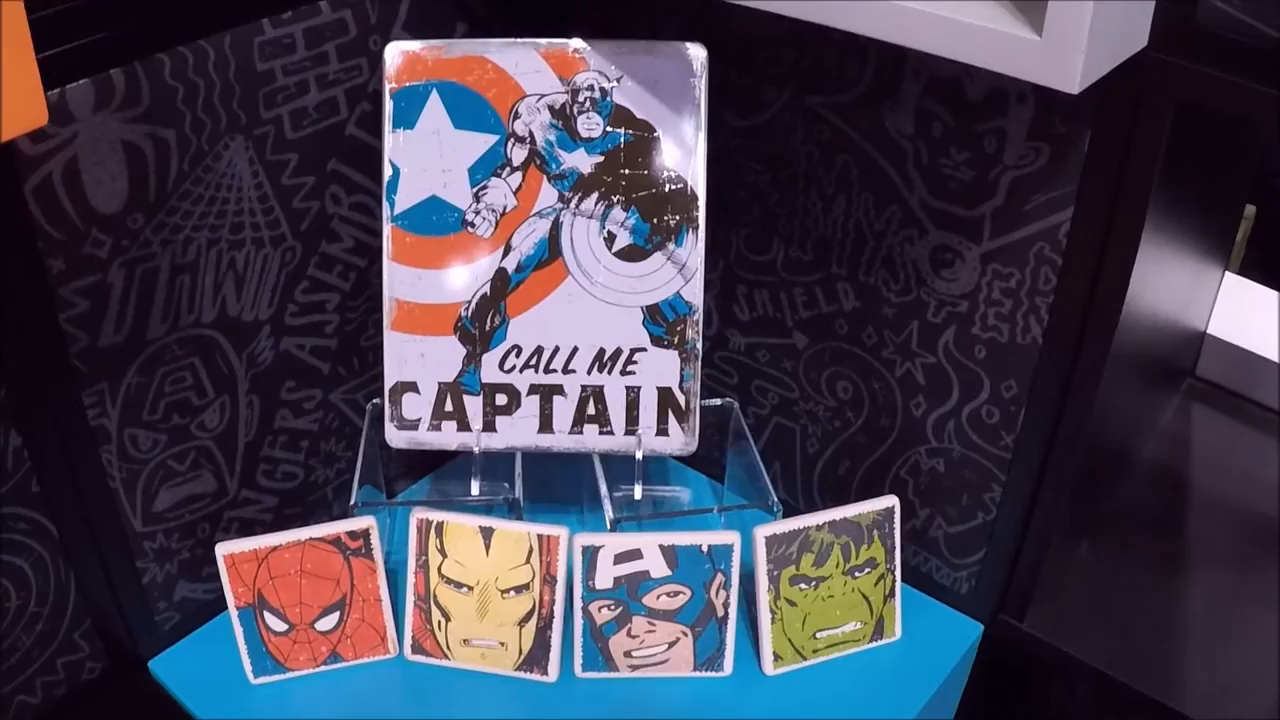 CALL ME
CAPTAIN
THWIP
AVENGERS ASSEMBLE
S.H.I.E.L.D.
A
A